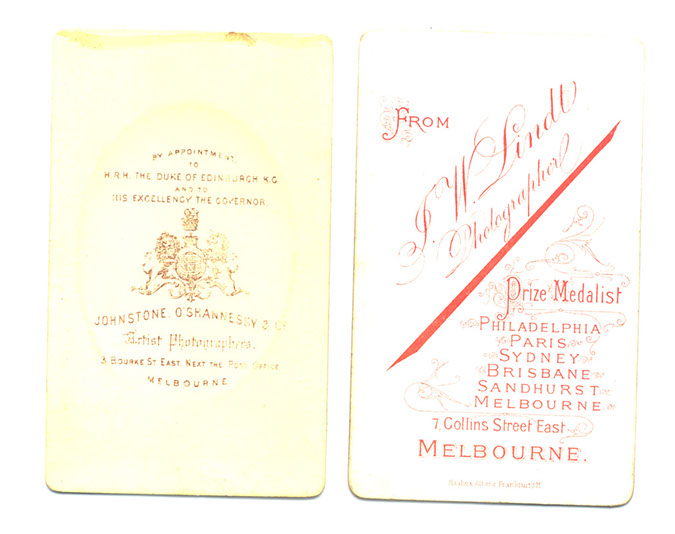 BY APPOINTMENT
TO
H.R.H. THE DUKE OF EDINBURGH K.G.
AND TO
HIS EXCELLENCY THE GOVERNOR.
JOHNSTONE, O'SHANNESSY & Co
Artist Photographers.
3, BOURKE ST EAST, NEXT THE POST OFFICE
MELBOURNE
FROM
J. W. Lindt
Photographer
Prize Medalist
PHILADELPHIA
PARIS
SYDNEY
BRISBANE
SANDHURST
MELBOURNE
7, Collins Street East
MELBOURNE.